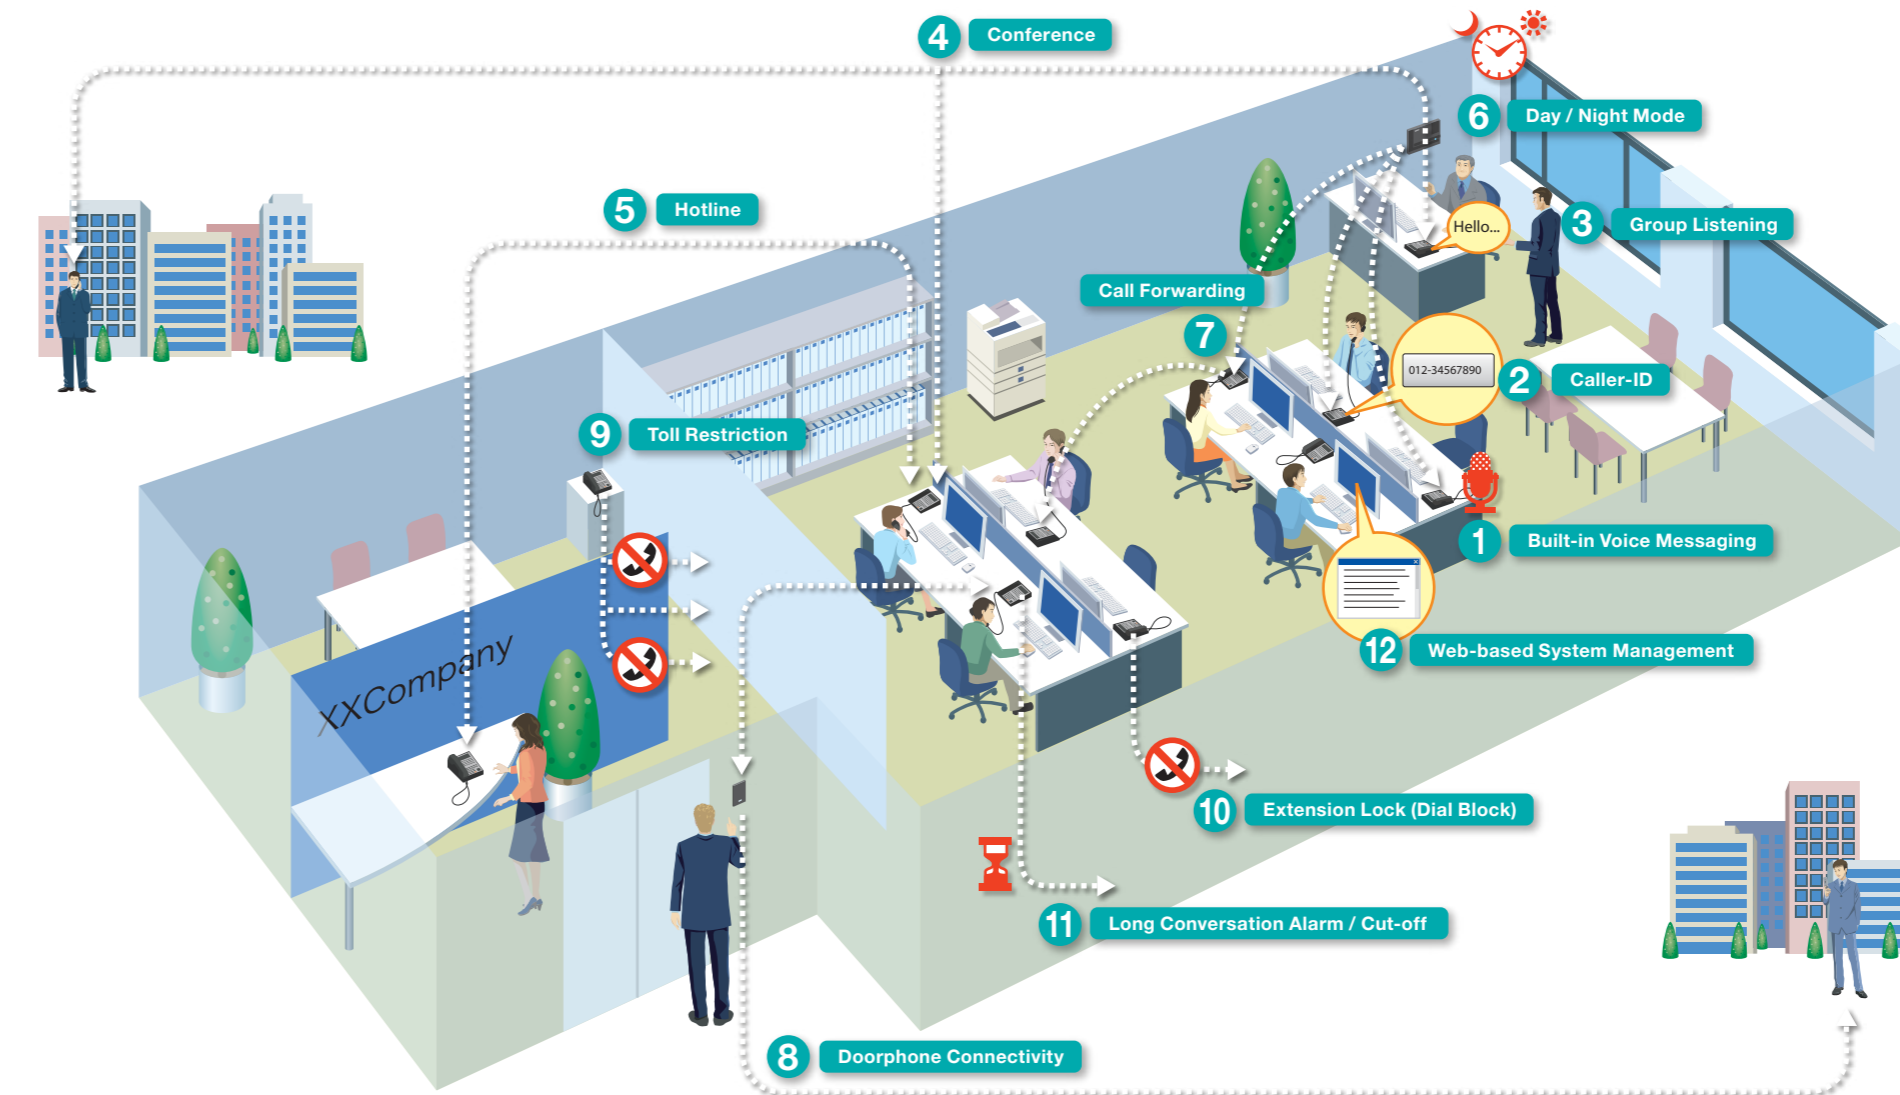 4 Conference
6 Day / Night Mode
5 Hotline
3 Group Listening
Hello...
Call Forwarding
7
012-34567890
2 Caller-ID
9 Toll Restriction
1 Built-in Voice Messaging
12 Web-based System Management
XXCompany
10 Extension Lock (Dial Block)
11 Long Conversation Alarm / Cut-off
8 Doorphone Connectivity